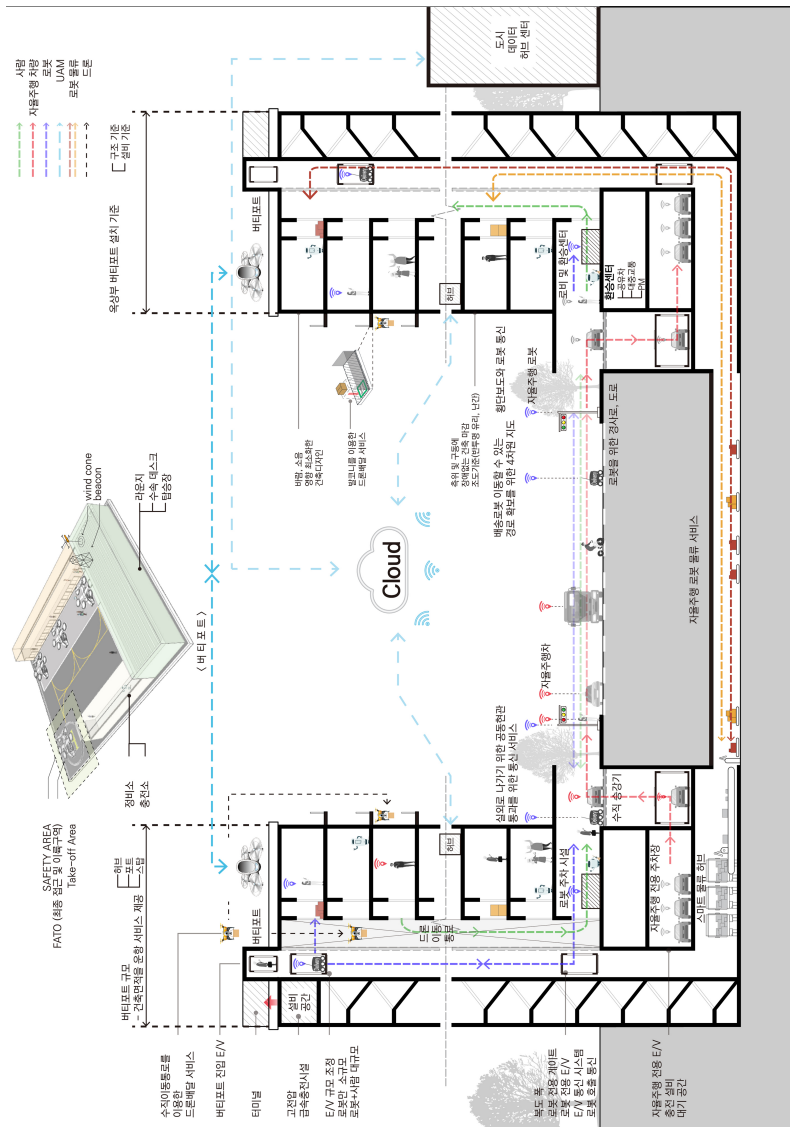 사람
자율주행 차량
로봇
UAM
로봇 물류
드론
구조 기준
설비 기준
옥상부 버티포트 설치 기준
wind cone
beacon
라운지
수속 데스크
탑승장
< 버 티 포 트 >
정비소
충전소
SAFETY AREA
FATO (최종 접근 및 이륙구역)
Take-off Area
허브
포트
스탑
버티포트 규모
- 건축면적을 운항 서비스 제공
수직이동통로를
이용한
드론배달 서비스
버티포트 진입 E/V
터미널
고전압
급속충전시설
E/V 규모 조정
로봇만 소규모
로봇+사람 대규모
복도 폭
로봇 전용 게이트
로봇 전용 E/V
E/V 통신 시스템
로봇 호출 통신
자율주행 전용 E/V
충전 설비
대기 공간
버티포트
설비
공간
드론
이동
통로
허브
로봇 주차 시설
자율주행 전용 주차장
스마트 물류 허브
수직 승강기
실외로 나가기 위한 공동현관
통과를 위한 통신 서비스
자율주행차
Cloud
바람, 소음
영향 최소화한
건축디자인
발코니를 이용한
드론배달 서비스
측위 및 구동에
장애없는 건축 마감
조도기준(반투명 유리, 난간)
배송로봇 이동할 수 있는
경로 확보를 위한 4차원 지도
횡단보도와 로봇 통신
자율주행 로봇
로봇을 위한 경사로, 도로
자율주행 로봇 물류 서비스
버티포트
허브
로비 및 환승센터
환승센터
공유차
대중교통
PM
도시
데이터
허브 센터